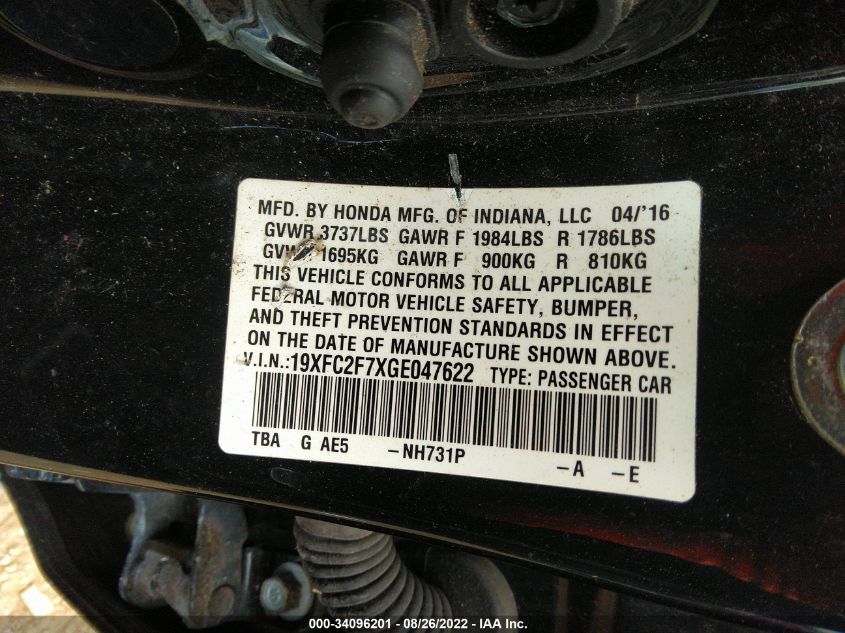 MFD. BY HONDA MFG. OF INDIANA, LLC 04/'16
GVWR 3737LBS GAWR F 1984LBS R 1786LBS
GVW 1695KG GAWR F 900KG R 810KG
THIS VEHICLE CONFORMS TO ALL APPLICABLE
FEDERAL MOTOR VEHICLE SAFETY, BUMPER,
AND THEFT PREVENTION STANDARDS IN EFFECT
ON THE DATE OF MANUFACTURE SHOWN ABOVE.
V.I.N.:19XFC2F7XGE047622 TYPE: PASSENGER CAR
TBA G AE5 -NH731P -A -E
000-34096201 - 08/26/2022 - IAA Inc.